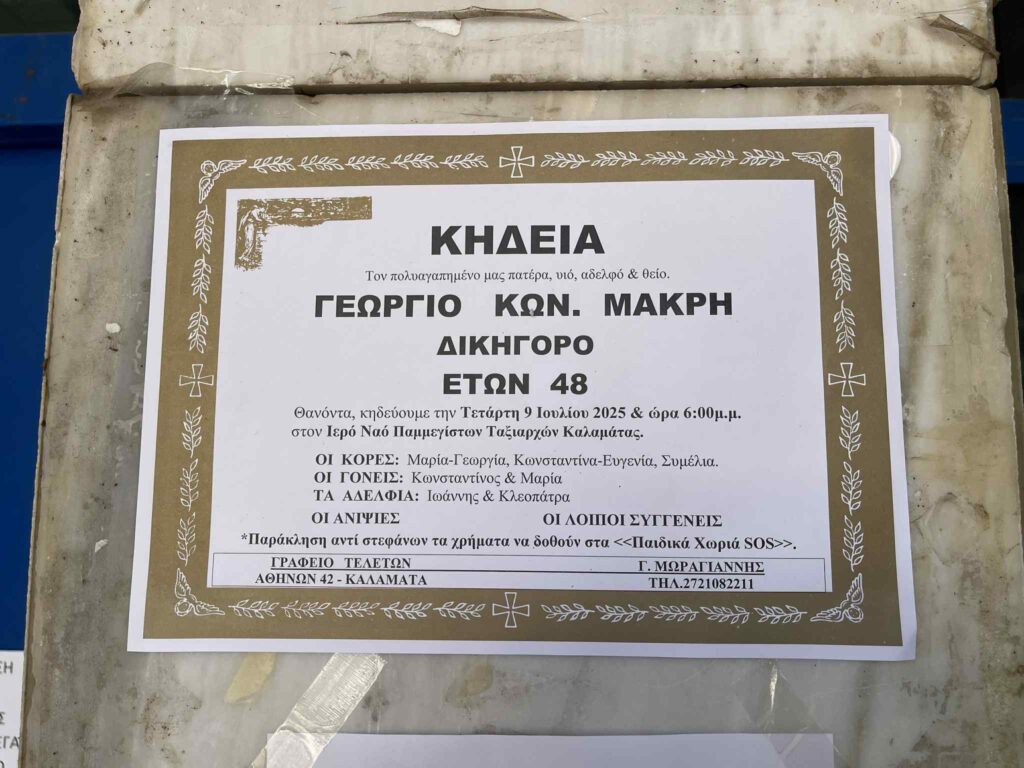 ΚΗΔΕΙΑ
Τον πολυαγαπημένο μας πατέρα, υιό, αδελφό & θείο.
ΓΕΩΡΓΙΟ ΚΩΝ. ΜΑΚΡΗ
ΔΙΚΗΓΟΡΟ
ΕΤΩΝ 48
Θανόντα, κηδεύουμε την Τετάρτη 9 Ιουλίου 2025 & ώρα 6:00μ.μ.
στον Ιερό Ναό Παμμεγίστων Ταξιαρχών Καλαμάτας.
ΟΙ ΚΟΡΕΣ: Μαρία-Γεωργία, Κωνσταντίνα-Ευγενία, Συμέλια.
ΟΙ ΓΟΝΕΙΣ: Κωνσταντίνος & Μαρία
ΤΑ ΑΔΕΛΦΙΑ: Ιωάννης & Κλεοπάτρα
ΟΙ ΑΝΙΨΙΕΣ ΟΙ ΛΟΙΠΟΙ ΣΥΓΓΕΝΕΙΣ
*Παράκληση αντί στεφάνων τα χρήματα να δοθούν στα <<Παιδικά Χωριά SOS>>.
ΓΡΑΦΕΙΟ ΤΕΛΕΤΩΝ Γ. ΜΩΡΑΓΙΑΝΝΗΣ
ΑΘΗΝΩΝ 42 - ΚΑΛΑΜΑΤΑ ΤΗΛ.2721082211